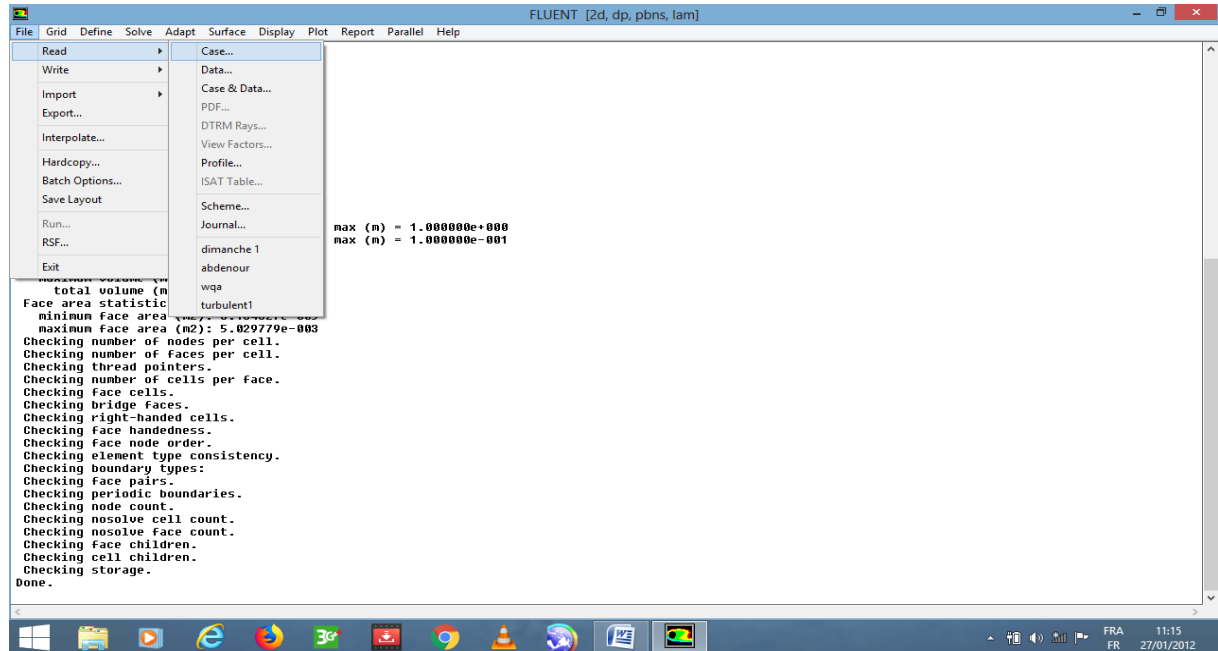 FLUENT [2d, dp, pbns, lam]
File Grid Define Solve Adapt Surface Display Plot Report Parallel Help
Read
Write
Import
Export...
Interpolate...
Hardcopy...
Batch Options...
Save Layout
Run...
RSF...
Exit
Case...
Data...
Case & Data...
PDF...
DTRM Rays...
View Factors...
Profile...
ISAT Table...
Scheme...
Journal...
dimanche 1
abdenour
wqa
turbulent1
max (m) = 1.000000e+000
max (m) = 1.000000e-001
total volume (m
Face area statistic
minimum face area
maximum face area (m2): 5.029779e-003
Checking number of nodes per cell.
Checking number of faces per cell.
Checking thread pointers.
Checking number of cells per face.
Checking face cells.
Checking bridge faces.
Checking right-handed cells.
Checking face handedness.
Checking face node order.
Checking element type consistency.
Checking boundary types:
Checking face pairs.
Checking periodic boundaries.
Checking node count.
Checking nosolve cell count.
Checking nosolve face count.
Checking face children.
Checking cell children.
Checking storage.
Done.
3G+
FRA
FR
11:15
27/01/2012